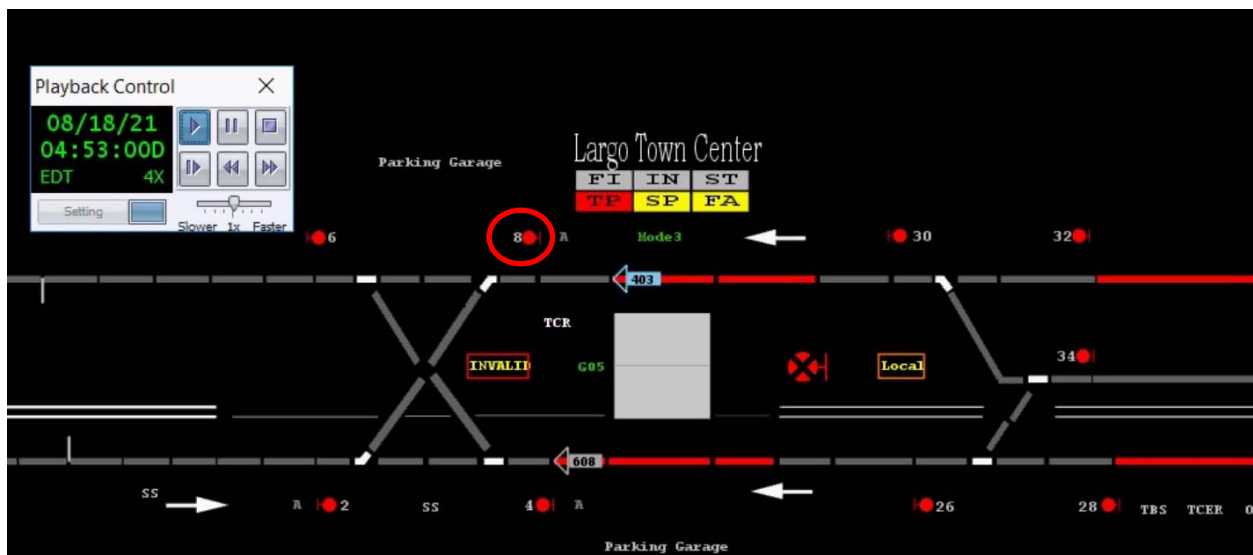 Playback Control
08/18/21
04:53:00D
EDT 4X
Setting
Slower 1x Faster
Parking Garage
Largo Town Center
FI IN ST
TP SP FA
6
8 A
Mode3
30
32
403
TCR
INVALID
G05
Local
34
608
SS
A 2
SS
4 A
26
28
TBS TCER
Parking Garage